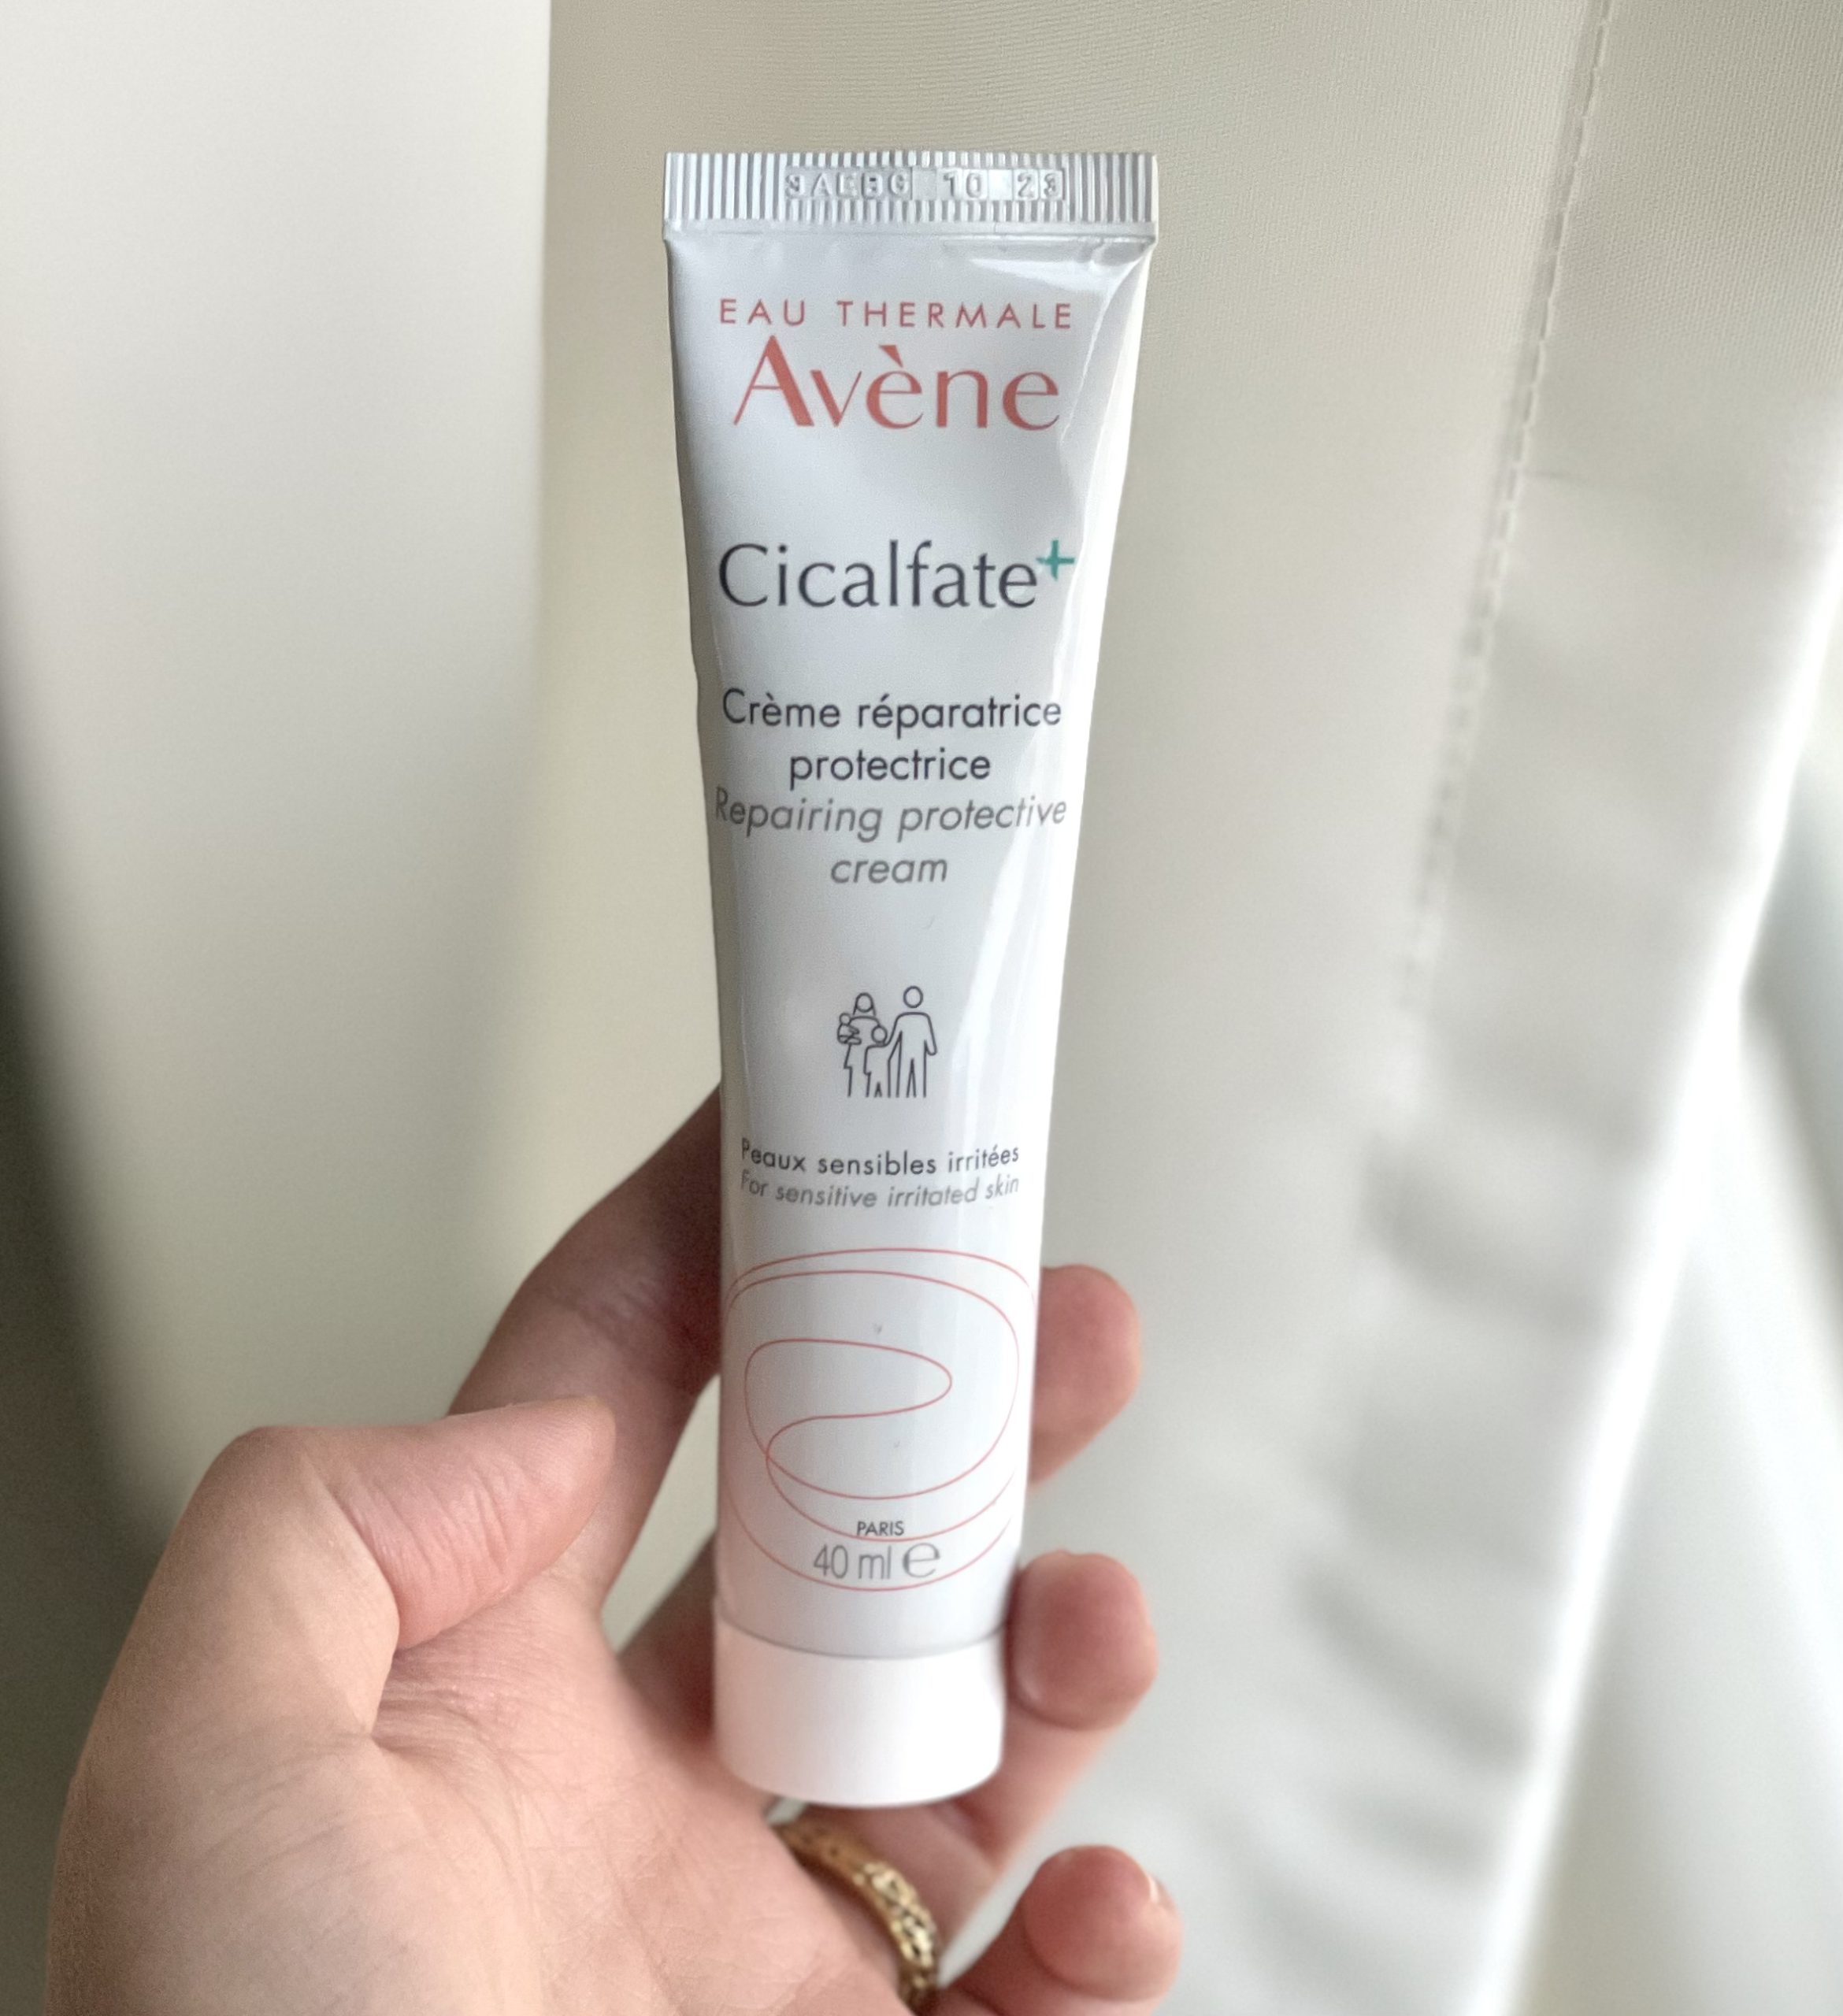 10 23
EAU THERMALE
Avène
Cicalfate+
Crème réparatrice
protectrice
Repairing protective
cream
Peaux sensibles irritées
For sensitive irritated skin
PARIS
40 ml e